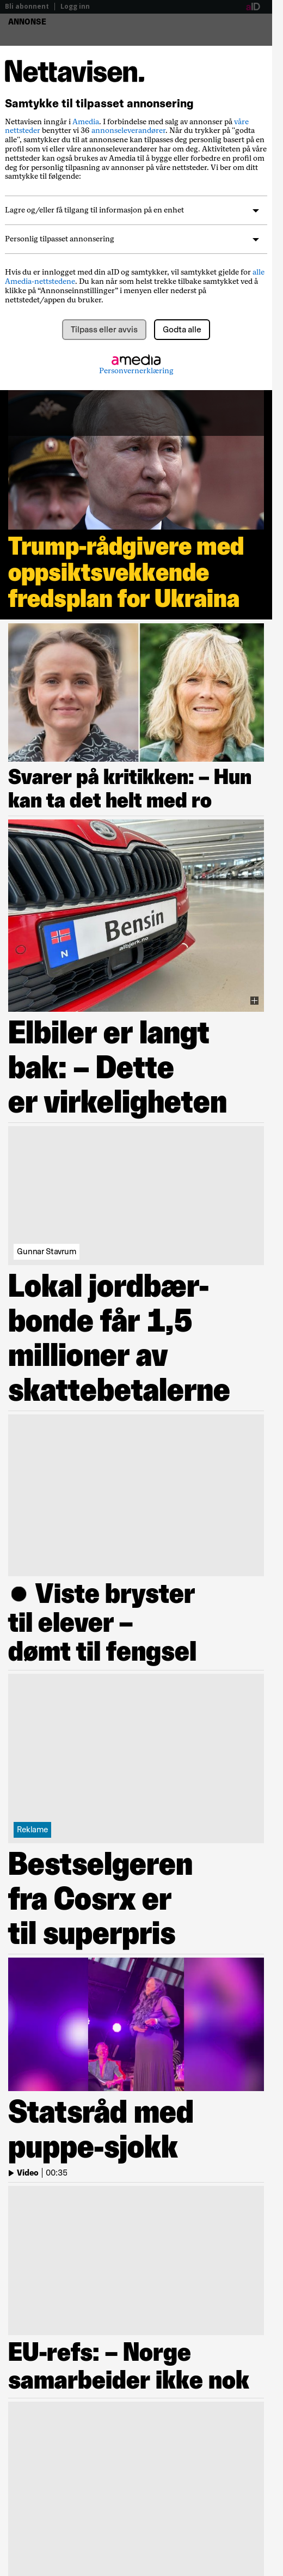 Bli abonnent | Logg inn
aID
ANNONSE
Nettavisen.
Samtykke til tilpasset annonsering
Nettavisen inngår i Amedia. I forbindelse med salg av annonser på våre
nettsteder benytter vi 36 annonseleverandører. Når du trykker på "godta
alle", samtykker du til at annonsene kan tilpasses deg personlig basert på en
profil som vi eller våre annonseleverandører har om deg. Aktiviteten på våre
nettsteder kan også brukes av Amedia til å bygge eller forbedre en profil om
deg for personlig tilpasning av annonser på våre nettsteder. Vi ber om ditt
samtykke til følgende:
Lagre og/eller få tilgang til informasjon på en enhet
Personlig tilpasset annonsering
Hvis du er innlogget med din aID og samtykker, vil samtykket gjelde for alle
Amedia-nettstedene. Du kan når som helst trekke tilbake samtykket ved å
klikke på “Annonseinnstillinger” i menyen eller nederst på
nettstedet/appen du bruker.
Tilpass eller avvis
Godta alle
amedia
Personvernerklæring
Trump-rådgivere med
oppsiktsvekkende
fredsplan for Ukraina
Svarer på kritikken: – Hun
kan ta det helt med ro
N
Bensin
albjerk.no
Elbiler er langt
bak: – Dette
er virkeligheten
Gunnar Stavrum
Lokal jordbær-
bonde får 1,5
millioner av
skattebetalerne
● Viste bryster
til elever –
dømt til fengsel
Reklame
Bestselgeren
fra Cosrx er
til superpris
Statsråd med
puppe-sjokk
Video | 00:35
EU-refs: – Norge
samarbeider ikke nok